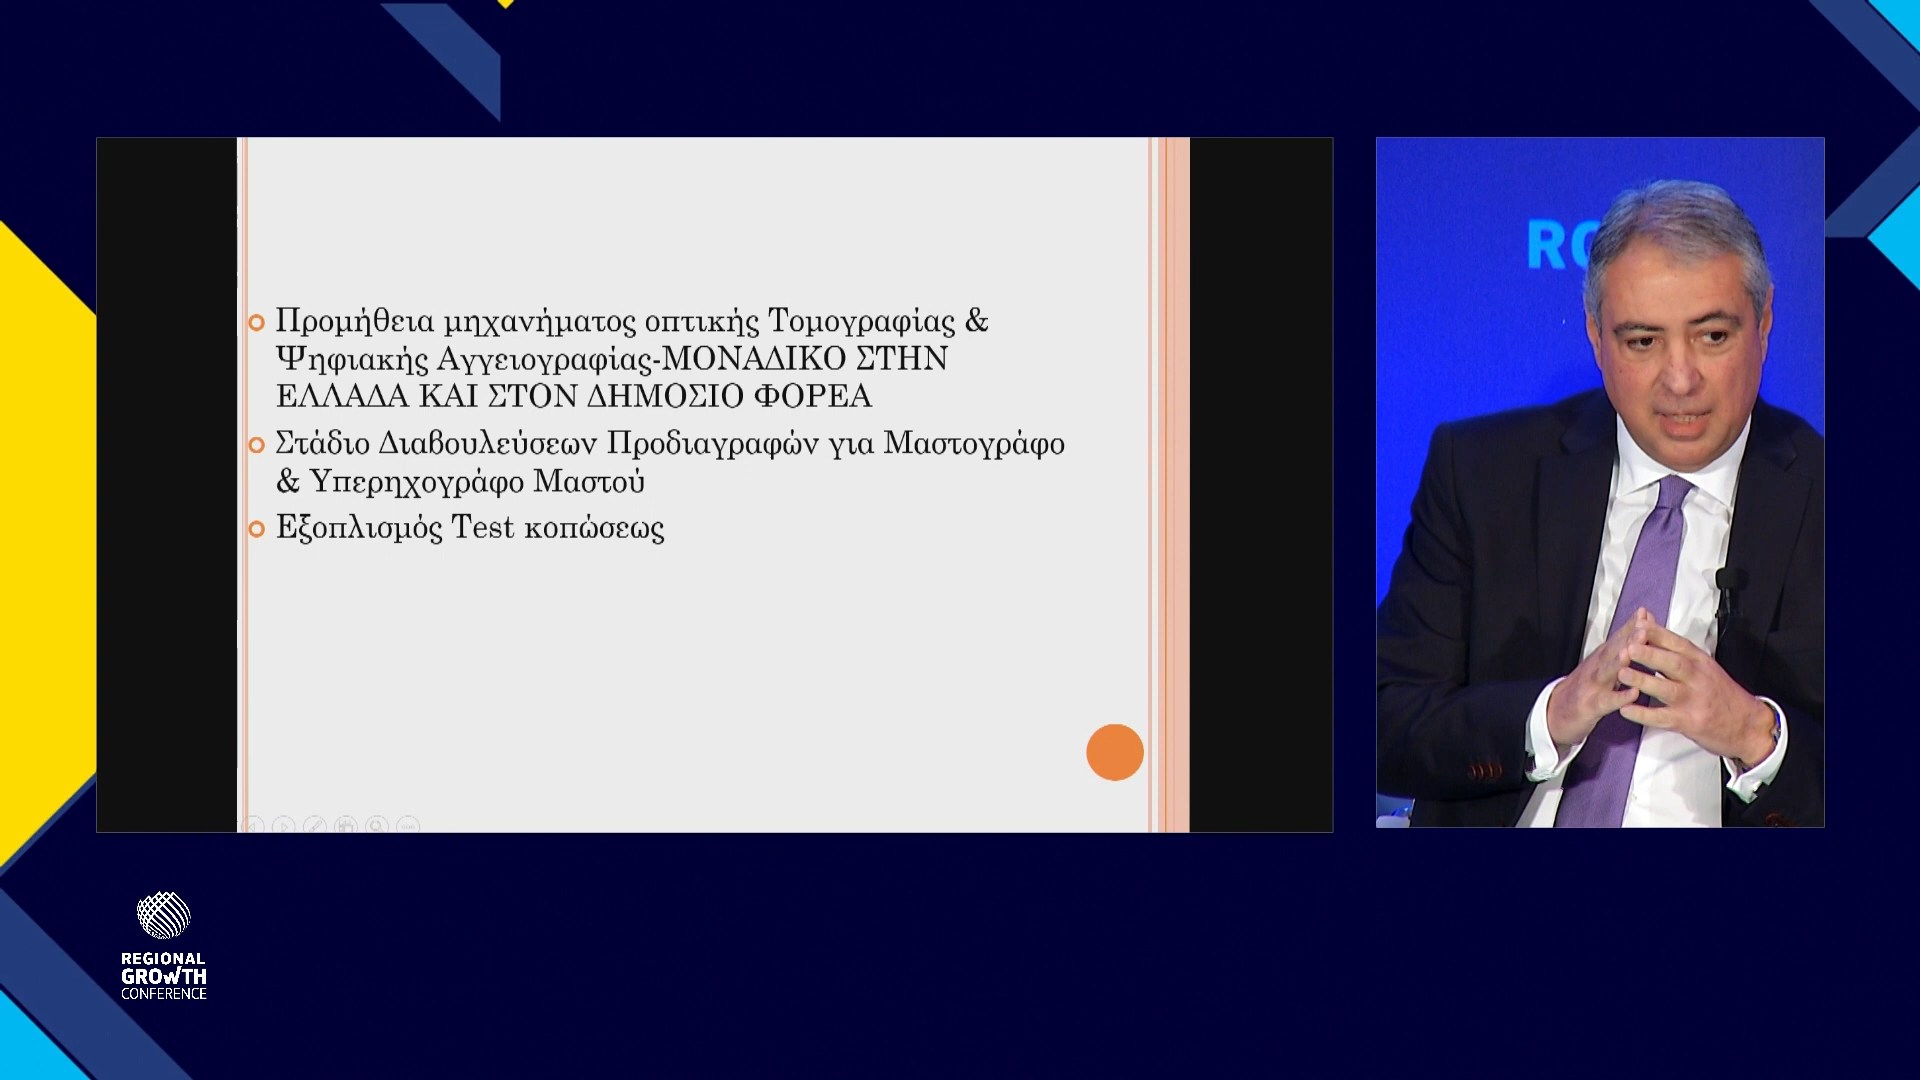 Προμήθεια μηχανήματος οπτικής Τομογραφίας &
Ψηφιακής Αγγειογραφίας-ΜΟΝΑΔΙΚΟ ΣΤΗΝ
ΕΛΛΑΔΑ ΚΑΙ ΣΤΟΝ ΔΗΜΟΣΙΟ ΦΟΡΕΑ
Στάδιο Διαβουλεύσεων Προδιαγραφών για Μαστογράφο
& Υπερηχογράφο Μαστού
Εξοπλισμός Test κοπώσεως
REGIONAL
GROWTH
CONFERENCE